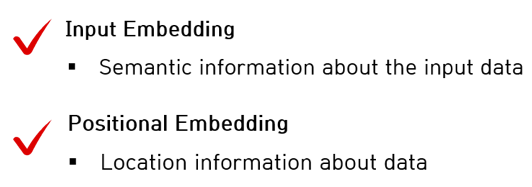 Input Embedding
▪ Semantic information about the input data
Positional Embedding
▪ Location information about data